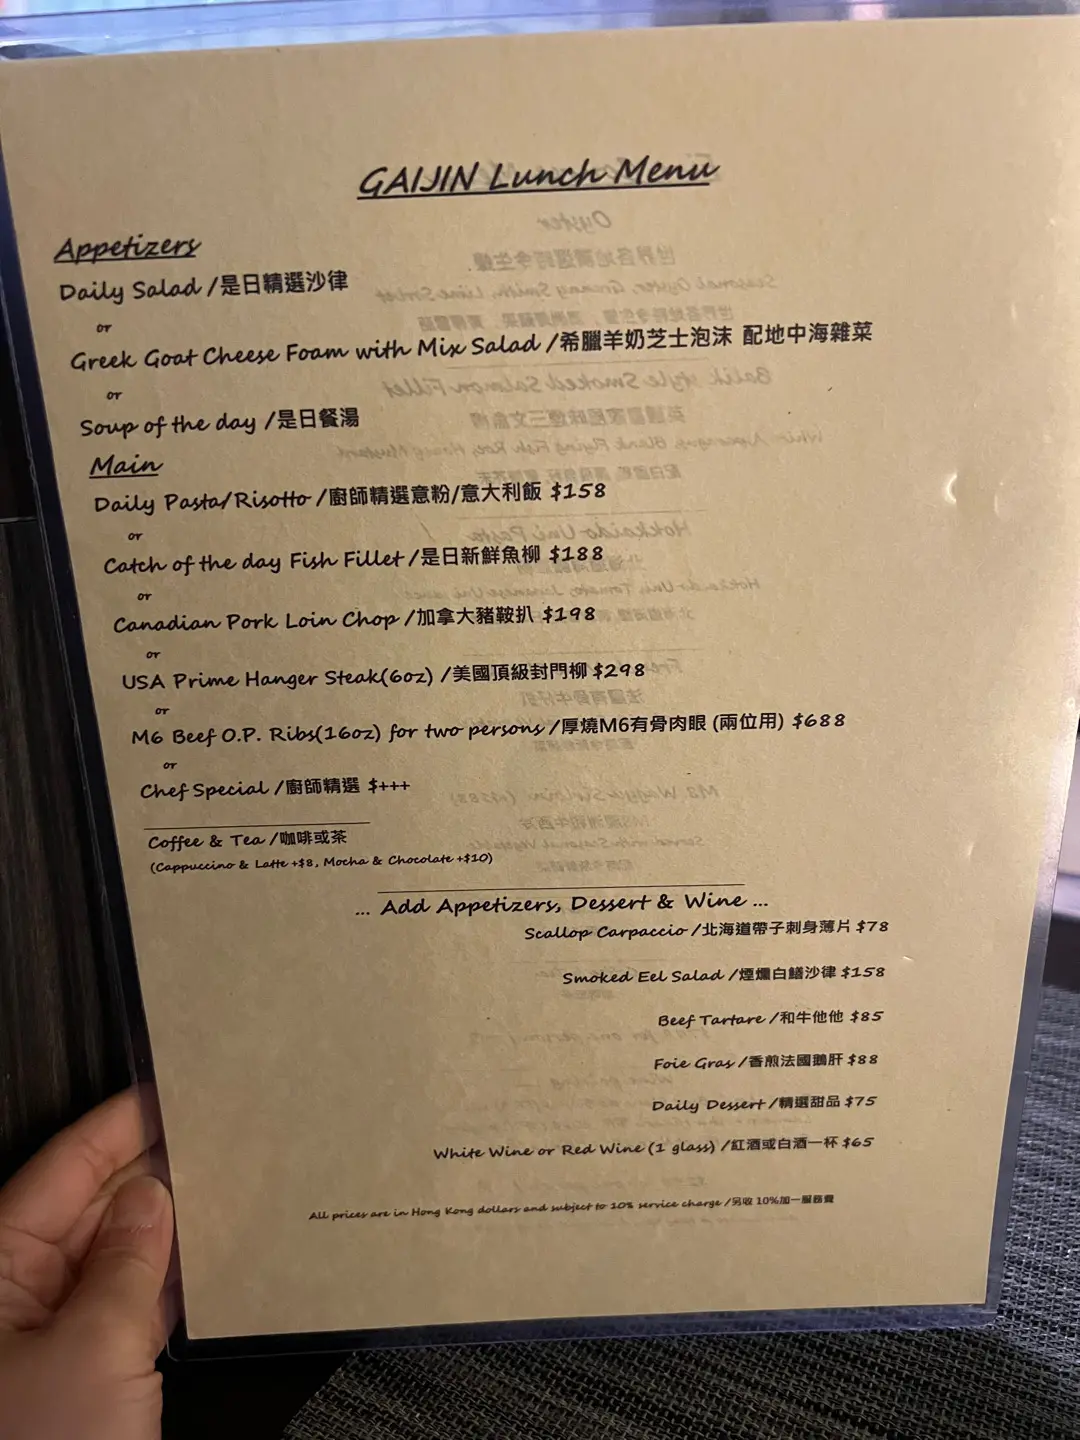 GAIJIN Lunch Menu
Appetizers
Daily Salad /是日精選沙律
or
Greek Goat Cheese Foam with Mix Salad /希臘羊奶芝士泡沫 配地中海雜菜
or
Soup of the day /是日餐湯
Main
Daily Pasta/Risotto /廚師精選意粉/意大利飯 $158
or
Catch of the day Fish Fillet /是日新鮮魚柳 $188
or
Canadian Pork Loin Chop /加拿大豬鞍扒 $198
or
USA Prime Hanger Steak(6oz) /美國頂級封門柳 $298
or
M6 Beef O.P. Ribs(16oz) for two persons /厚燒M6有骨肉眼 (兩位用) $688
or
Chef Special /廚師精選 $+++
Coffee & Tea /咖啡或茶
(Cappuccino & Latte +$8, Mocha & Chocolate +$10)
... Add Appetizers, Dessert & Wine ...
Scallop Carpaccio /北海道帶子刺身薄片 $78
Smoked Eel Salad /煙燻白鱔沙律 $158
Beef Tartare /和牛他他 $85
Foie Gras /香煎法國鵝肝 $88
Daily Dessert /精選甜品 $75
White Wine or Red Wine (1 glass) /紅酒或白酒一杯 $65
All prices are in Hong Kong dollars and subject to 10% service charge /另收 10%加一服務費